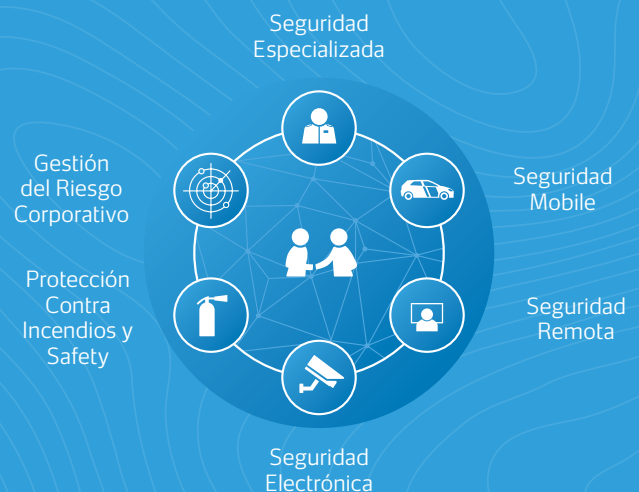 Seguridad
Especializada
Seguridad
Mobile
Seguridad
Remota
Seguridad
Electrónica
Protección
Contra
Incendios y
Safety
Gestión
del Riesgo
Corporativo